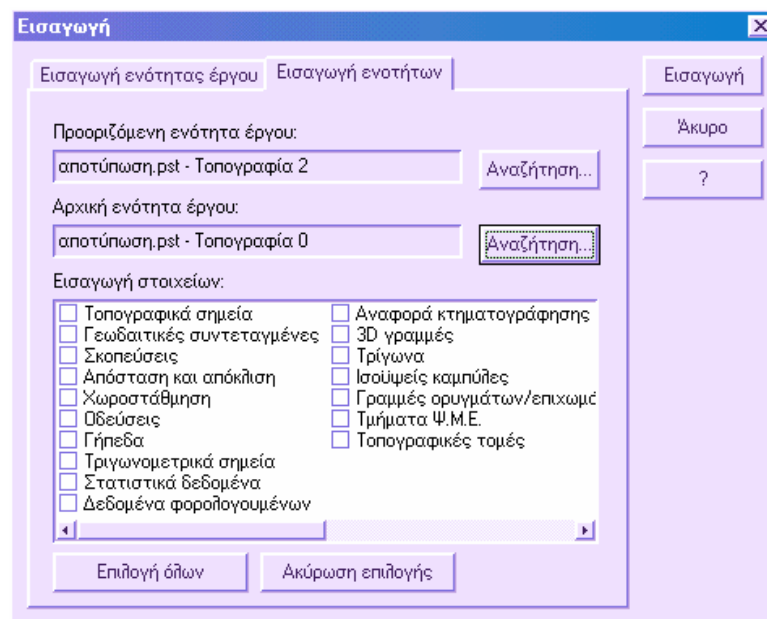 Εισαγωγή
Εισαγωγή ενότητας έργου
Εισαγωγή ενοτήτων
Εισαγωγή
Άκυρο
?
Προοριζόμενη ενότητα έργου:
αποτύπωση.pst - Τοπογραφία 2
Αναζήτηση...
Αρχική ενότητα έργου:
αποτύπωση.pst - Τοπογραφία 0
Αναζήτηση...
Εισαγωγή στοιχείων:
Τοπογραφικά σημεία
Γεωδαιτικές συντεταγμένες
Σκοπεύσεις
Απόσταση και απόκλιση
Χωροστάθμηση
Οδεύσεις
Γήπεδα
Τριγωνομετρικά σημεία
Στατιστικά δεδομένα
Δεδομένα φορολογουμένων
Αναφορά κτηματογράφησης
3D γραμμές
Τρίγωνα
Ισοϋψείς καμπύλες
Γραμμές ορυγμάτων/επιχωμά
Τμήματα Ψ.Μ.Ε.
Τοπογραφικές τομές
Επιλογή όλων
Ακύρωση επιλογής